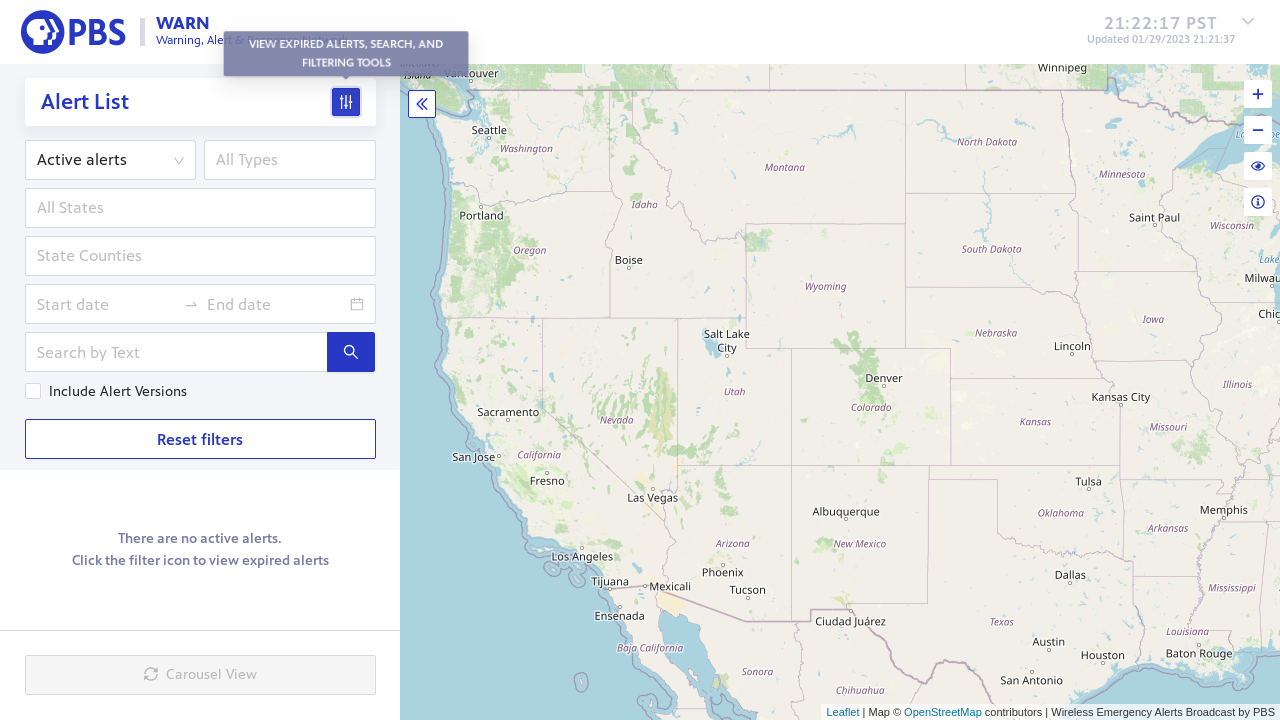 PBS
WARN
Warning, Alert &
21:22:17 PST
Updated 01/29/2023 21:21:37
VIEW EXPIRED ALERTS, SEARCH, AND
FILTERING TOOLS
Alert List
Active alerts
All Types
All States
State Counties
Start date
End date
Search by Text
Include Alert Versions
Reset filters
There are no active alerts.
Click the filter icon to view expired alerts
Carousel View
Island
Vancouver
Winnipeg
Seattle
Washington
Montana
North Dakota
Minnesota
Portland
Idaho
Saint Paul
Wisconsin
Oregon
Boise
South Dakota
Wyoming
Milwau
Salt Lake
City
Nebraska
Iowa
Chic
Lincoln
Denver
Utah
Illinois
Sacramento
Nevada
Colorado
Kansas City
Kansas
Missouri
San Jose
California
Fresno
Las Vegas
Tulsa
Albuquerque
Oklahoma
Memphis
Arkansas
Arizona
New Mexico
Los Angeles
Phoenix
Tijuana
Mexicali
Tucson
Dallas
Mississippi
Ensenada
Ciudad Juárez
Texas
Louisiana
Baja California
Austin
Houston
Baton Rouge
Sonora
San Antonio
Chihuahua
Leaflet | Map © OpenStreetMap contributors | Wireless Emergency Alerts Broadcast by PBS